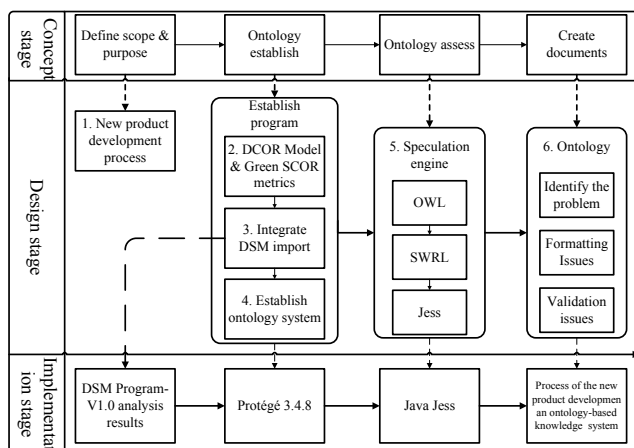 Concept
stage
Define scope &
purpose
Ontology
establish
Ontology assess
Create
documents
Design stage
1. New product
development
process
Establish
program
2. DCOR Model
& Green SCOR
metrics
3. Integrate
DSM import
4. Establish
ontology system
5. Speculation
engine
OWL
SWRL
Jess
6. Ontology
Identify the
problem
Formatting
Issues
Validation
issues
Implementat
ion stage
DSM Program-
V1.0 analysis
results
Protégé 3.4.8
Java Jess
Process of the new
product developmen
an ontology-based
knowledge system